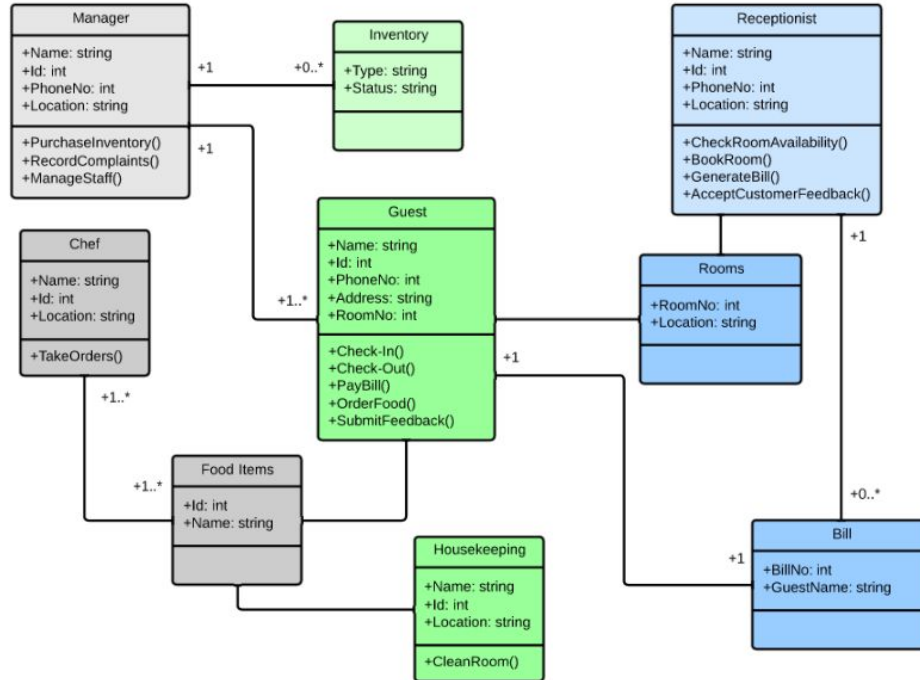 Manager
+Name: string
+Id: int
+PhoneNo: int
+Location: string
+PurchaseInventory()
+RecordComplaints()
+ManageStaff()
+1
+0..*
Inventory
+Type: string
+Status: string
Receptionist
+Name: string
+Id: int
+PhoneNo: int
+Location: string
+CheckRoomAvailability()
+BookRoom()
+GenerateBill()
+AcceptCustomerFeedback()
+1
+1..*
Guest
+Name: string
+Id: int
+PhoneNo: int
+Address: string
+RoomNo: int
+Check-In()
+Check-Out()
+PayBill()
+OrderFood()
+SubmitFeedback()
+1
Rooms
+RoomNo: int
+Location: string
+1
Chef
+Name: string
+Id: int
+Location: string
+TakeOrders()
+1..*
+1..*
Food Items
+Id: int
+Name: string
Housekeeping
+Name: string
+Id: int
+Location: string
+CleanRoom()
+0..*
+1
Bill
+BillNo: int
+GuestName: string